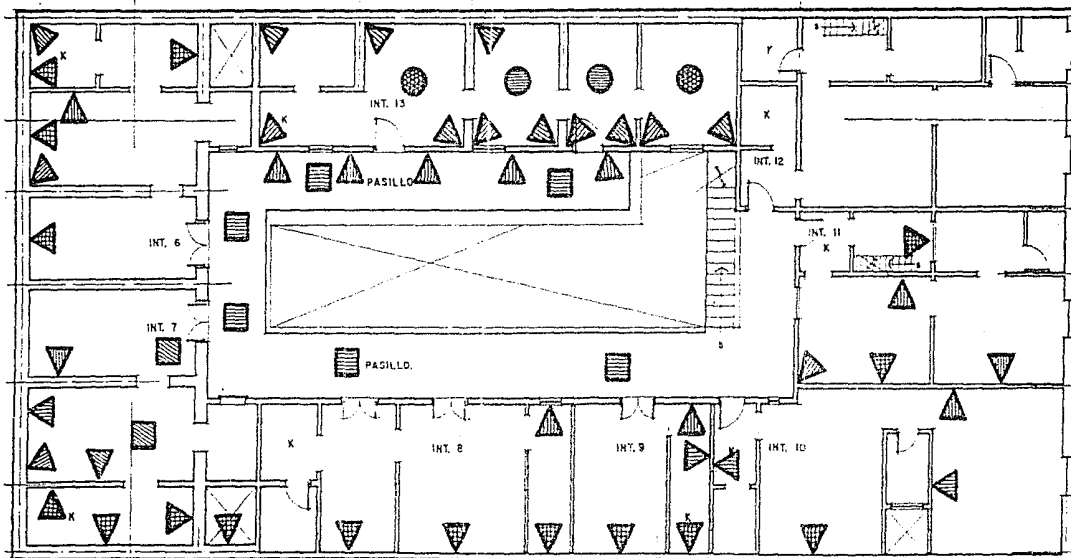 K
Y
INT. 13
K
K
INT. 12
PASILLO
INT. 11
K
INT. 6
INT. 7
PASILLO.
K
INT. 8
INT. 9
K
INT. 10
K
K